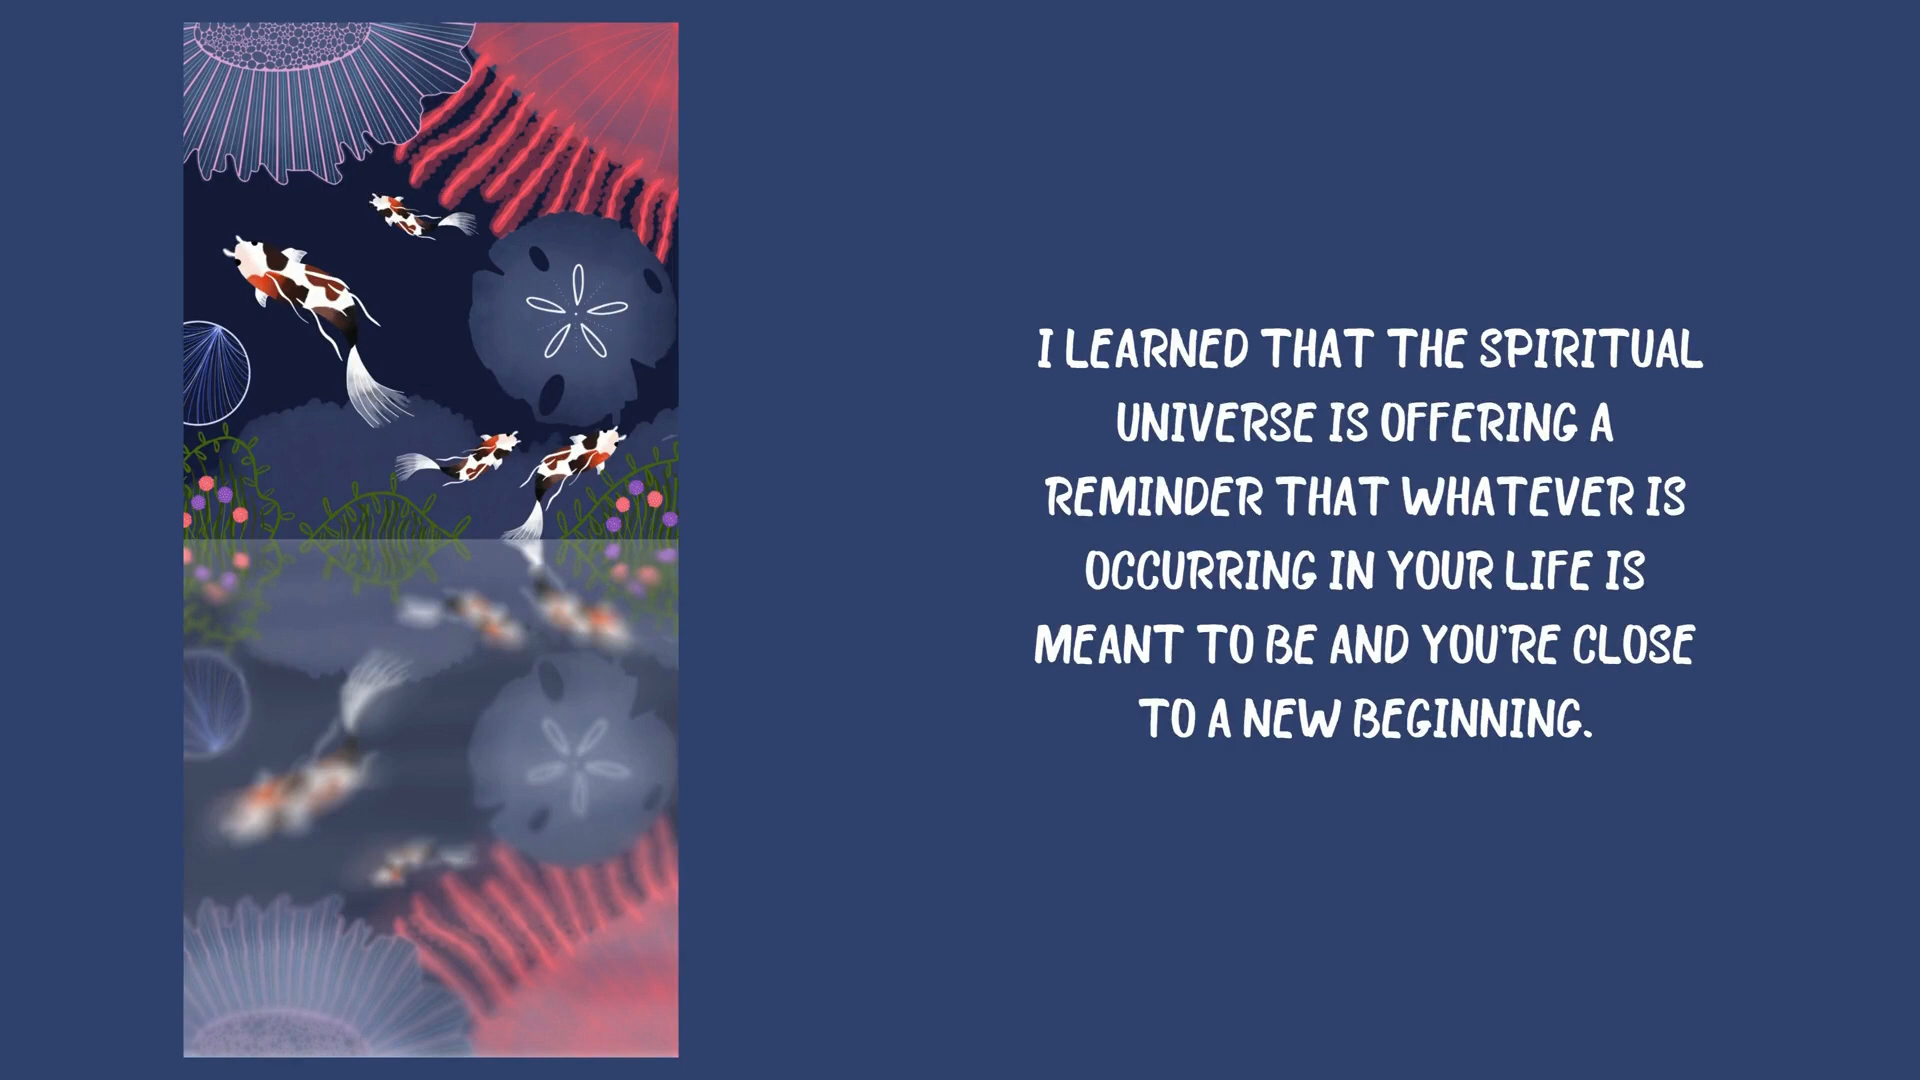 I LEARNED THAT THE SPIRITUAL
UNIVERSE IS OFFERING A
REMINDER THAT WHATEVER IS
OCCURRING IN YOUR LIFE IS
MEANT TO BE AND YOU'RE CLOSE
TO A NEW BEGINNING.